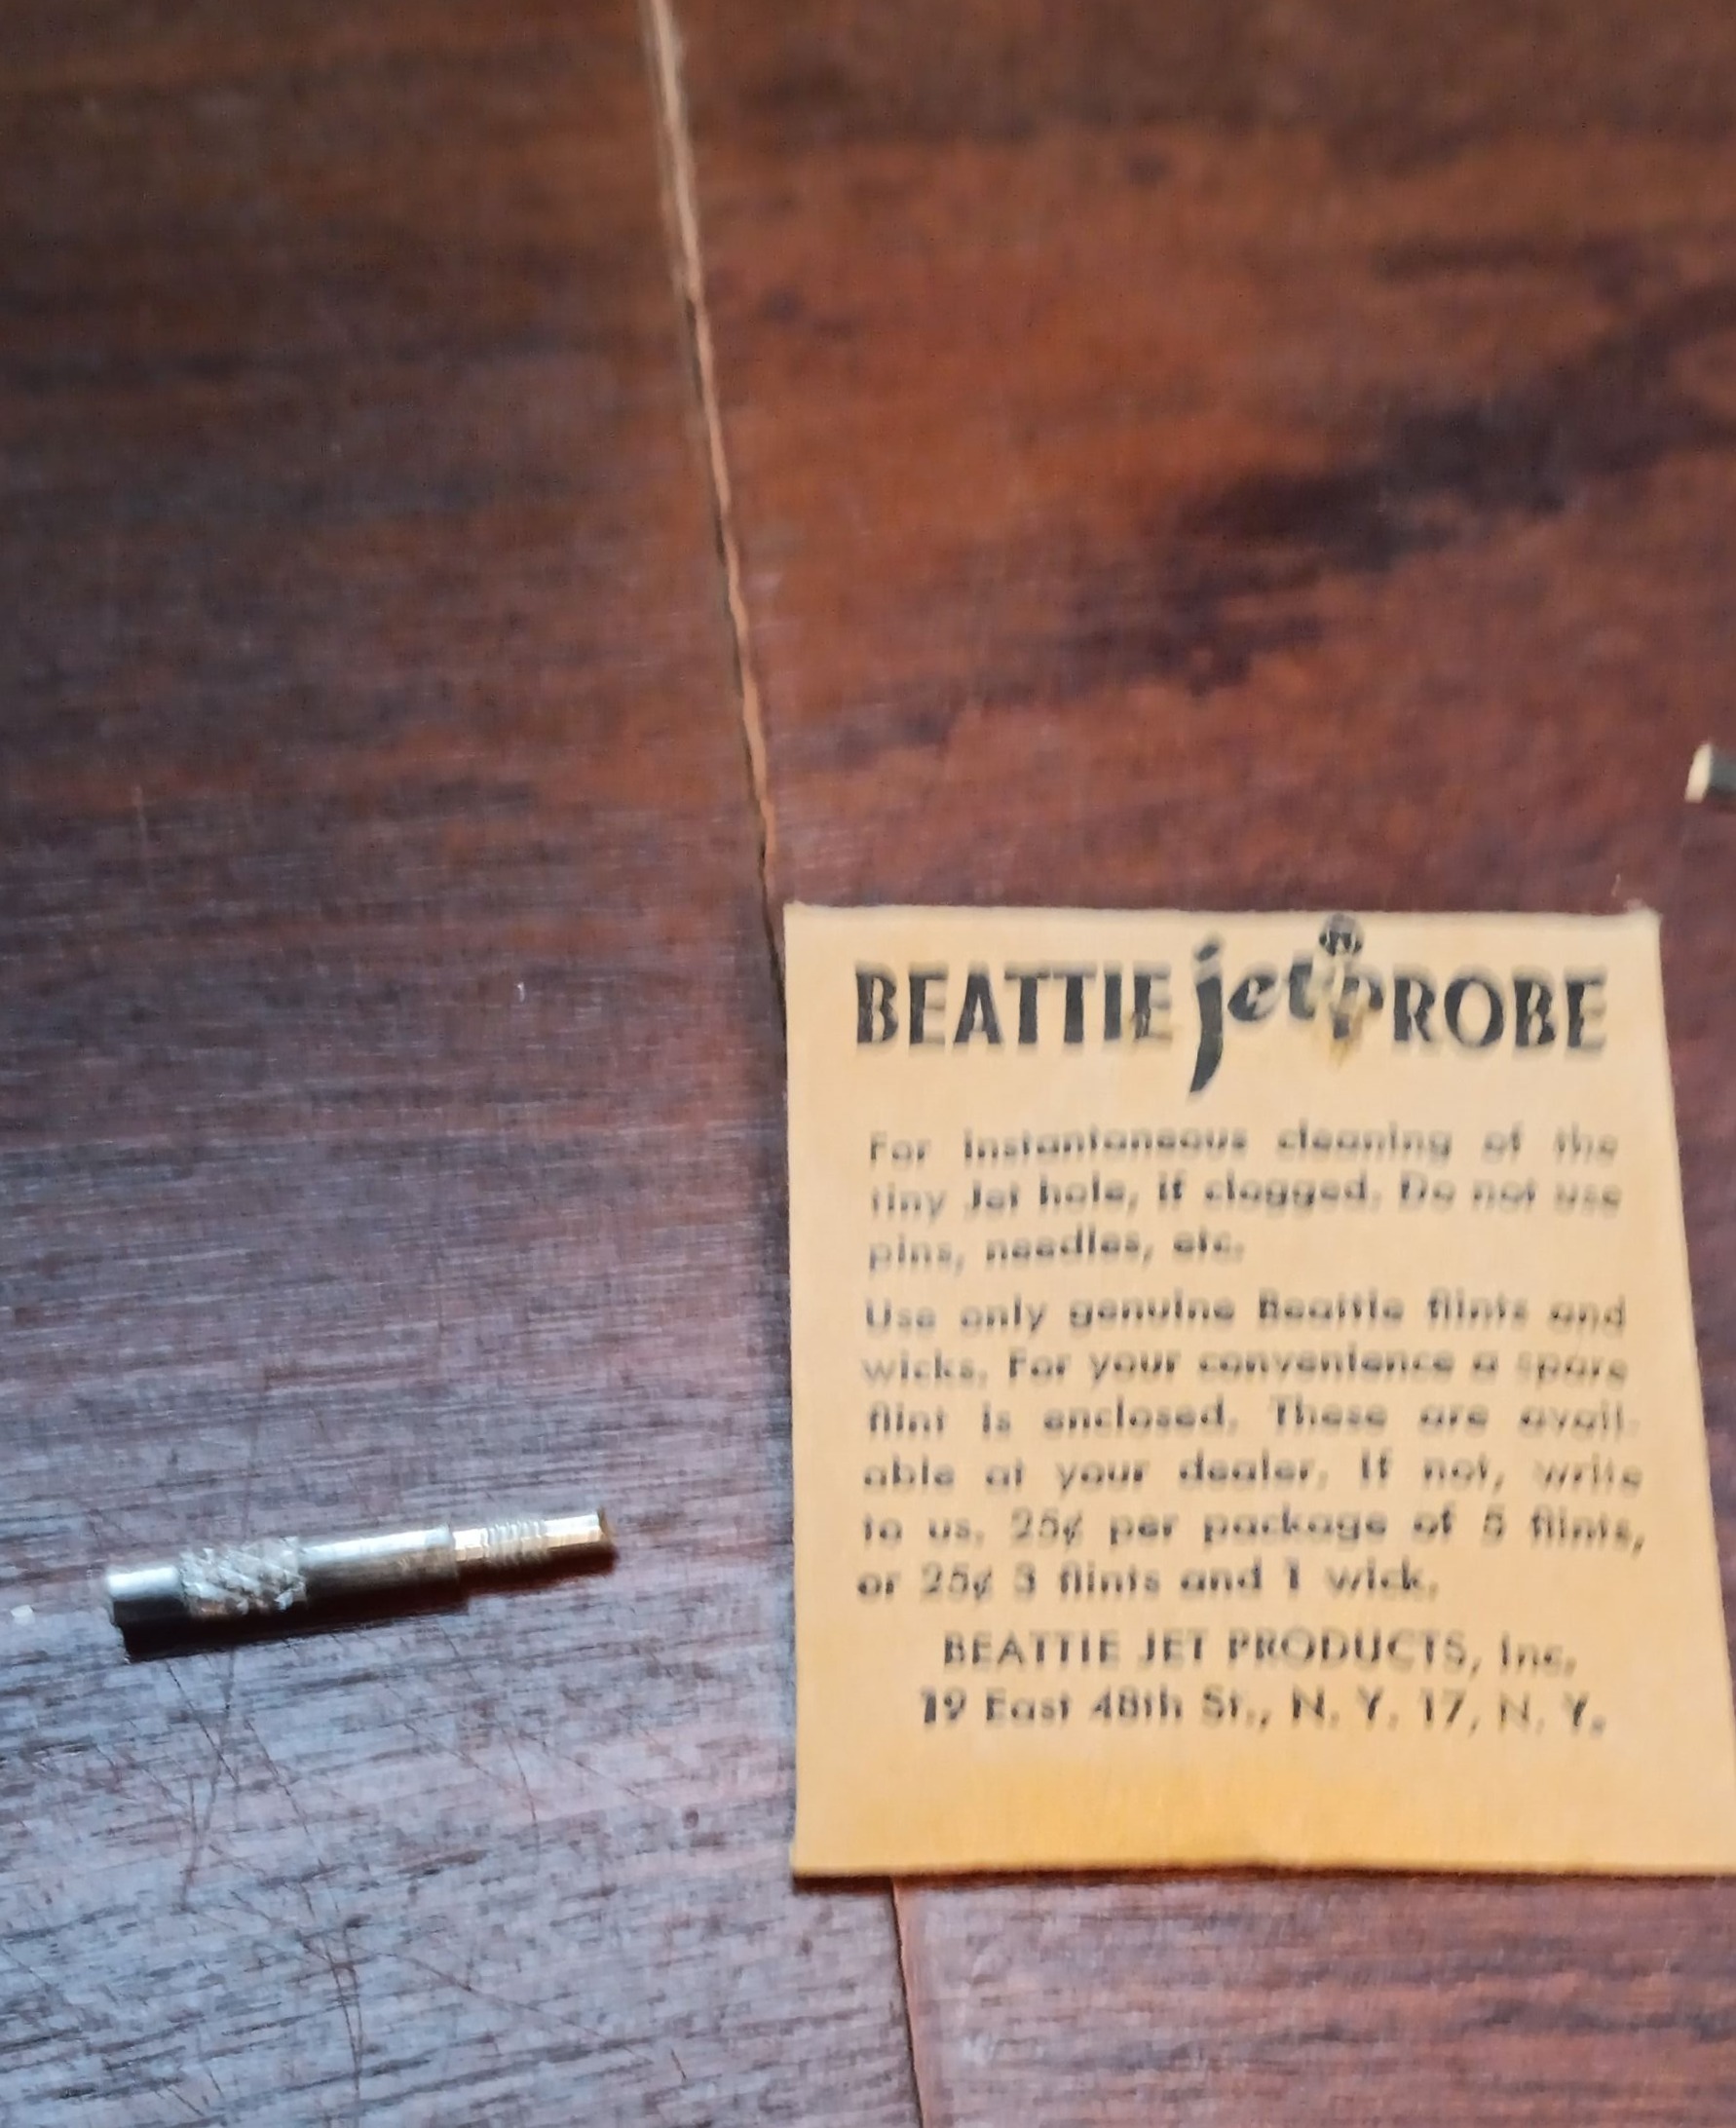 BEATTIE jet PROBE
For instantaneous cleaning of the
tiny Jet hole, if clogged. Do not use
pins, needles, etc.
Use only genuine Beattie flints and
wicks. For your convenience a spare
flint is enclosed. These are avail-
able at your dealer. If not, write
to us. 25¢ per package of 5 flints,
or 25¢ 3 flints and 1 wick.
BEATTIE JET PRODUCTS, Inc.
19 East 48th St., N. Y. 17, N. Y.